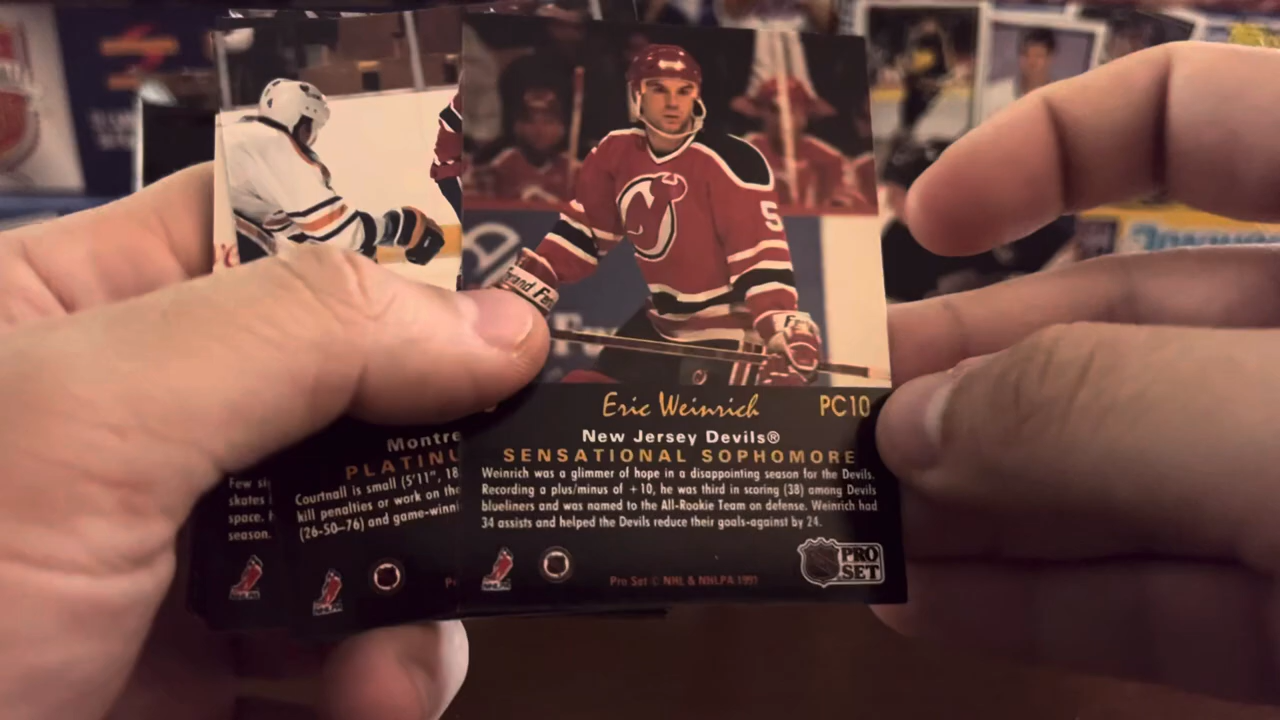 5
Eric Weinrich PC10
New Jersey Devils®
SENSATIONAL SOPHOMORE
Weinrich was a glimmer of hope in a disappointing season for the Devils.
Recording a plus/minus of +10, he was third in scoring (38) among Devils
blueliners and was named to the All-Rookie Team on defense. Weinrich had
34 assists and helped the Devils reduce their goals-against by 24.
Pro Set © NHL & NHLPA 1991
PRO
SET
Montre
PLATINU
Courtnall is small (5'11", 18
kill penalties or work on the
(26-50–76) and game-winni
Few
skates
space.
season.